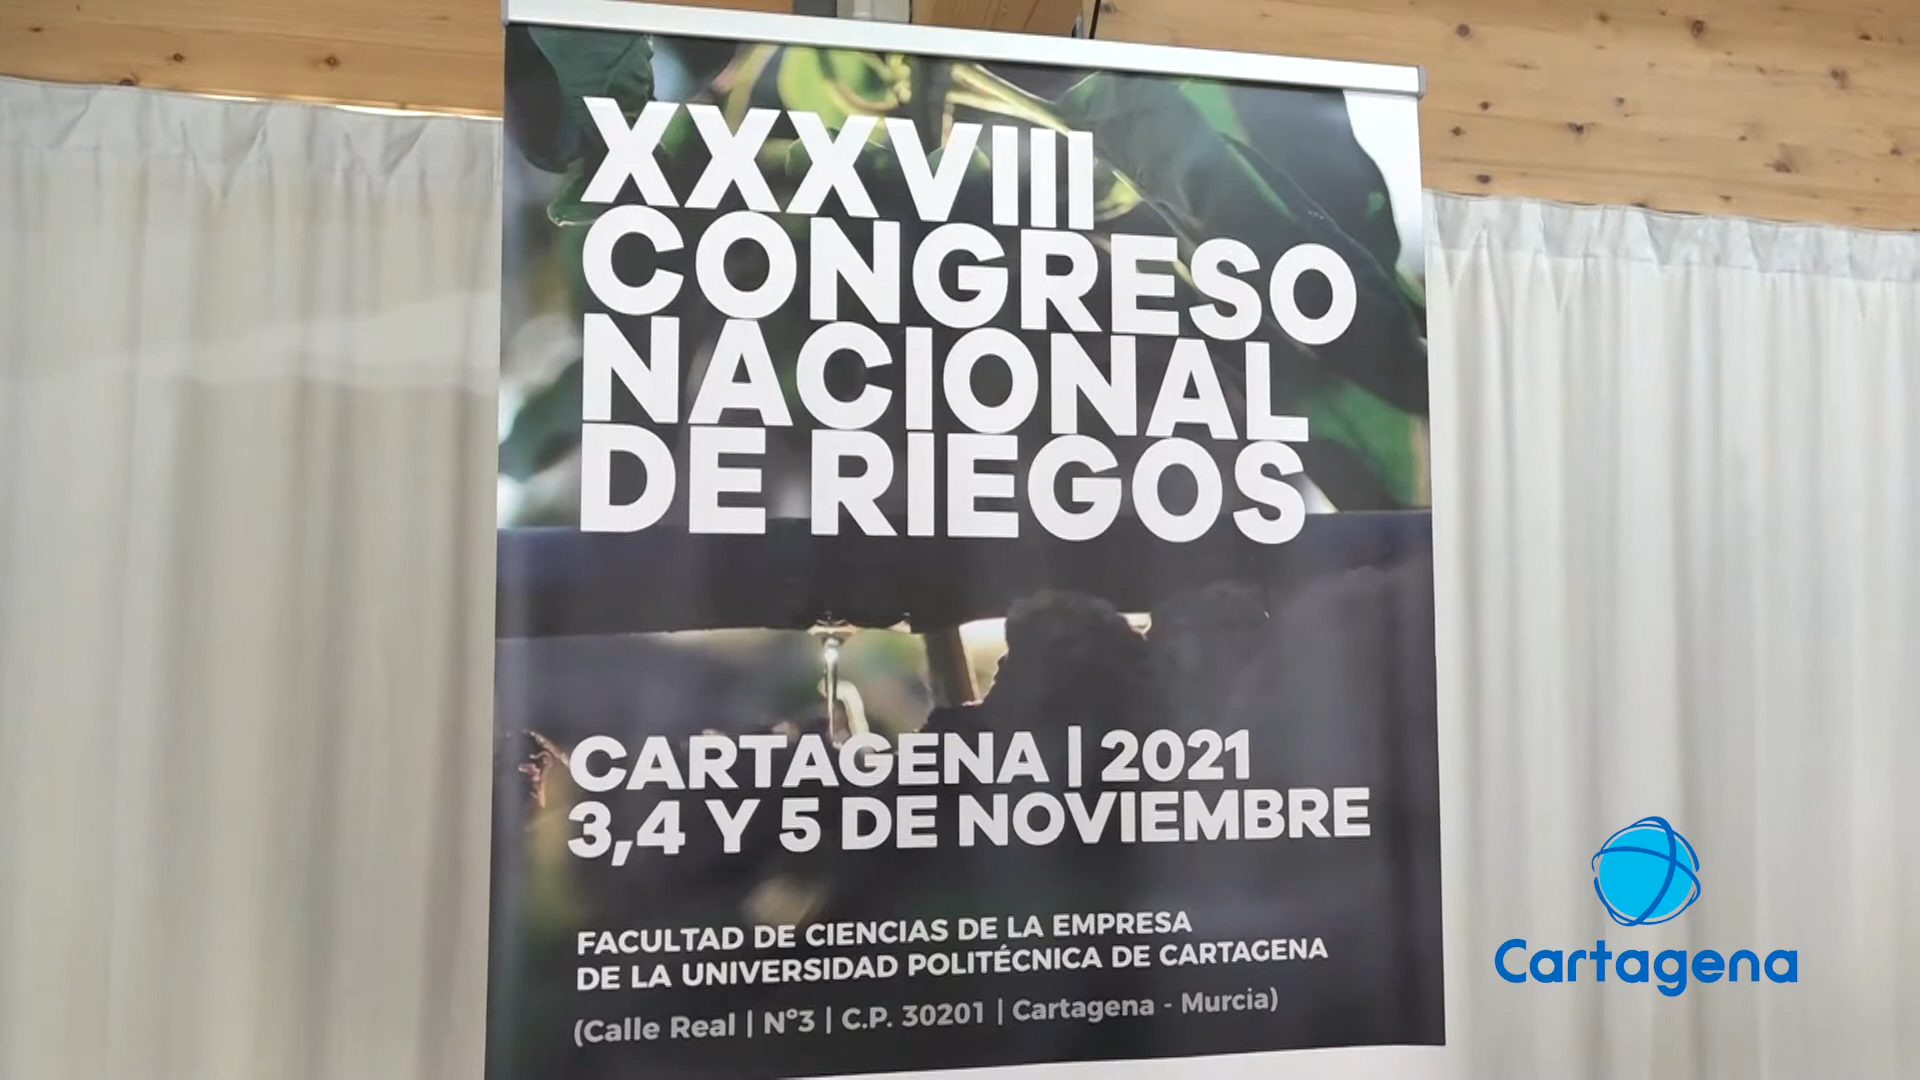 XXXVIII
CONGRESO
NACIONAL
DE RIEGOS
CARTAGENA | 2021
3,4 Y 5 DE NOVIEMBRE
FACULTAD DE CIENCIAS DE LA EMPRESA
DE LA UNIVERSIDAD POLITÉCNICA DE CARTAGENA
(Calle Real | Nº3 | C.P. 30201 | Cartagena - Murcia)
Cartagena